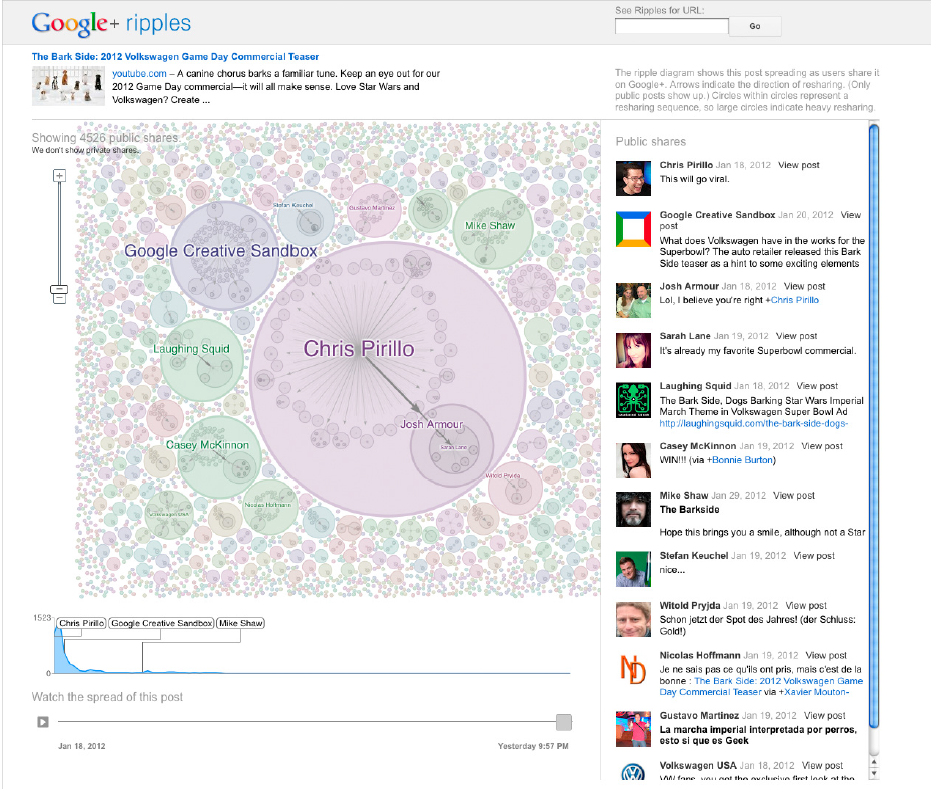 Google+ ripples
See Ripples for URL:
Go
The Bark Side: 2012 Volkswagen Game Day Commercial Teaser
youtube.com – A canine chorus barks a familiar tune. Keep an eye out for our
2012 Game Day commercial—it will all make sense. Love Star Wars and
Volkswagen? Create ...
The ripple diagram shows this post spreading as users share it
on Google+. Arrows indicate the direction of resharing. (Only
public posts show up.) Circles within circles represent a
resharing sequence, so large circles indicate heavy resharing.
Showing 4526 public shares.
We don't show private shares.
Stefan Keuchel
Gustavo Martinez
Mike Shaw
Google Creative Sandbox
Chris Pirillo
Laughing Squid
Josh Armour
Sarah Lane
Casey McKinnon
Witold Pryjda
Nicolas Hoffmann
Volkswagen USA
1523
Chris Pirillo
Google Creative Sandbox
Mike Shaw
0
Watch the spread of this post
Jan 18, 2012
Yesterday 9:57 PM
Public shares
Chris Pirillo Jan 18, 2012 View post
This will go viral.
Google Creative Sandbox Jan 20, 2012 View
post
What does Volkswagen have in the works for the
Superbowl? The auto retailer released this Bark
Side teaser as a hint to some exciting elements
Josh Armour Jan 18, 2012 View post
Lol, I believe you're right +Chris Pirillo
Sarah Lane Jan 19, 2012 View post
It's already my favorite Superbowl commercial.
Laughing Squid Jan 18, 2012 View post
The Bark Side, Dogs Barking Star Wars Imperial
March Theme in Volkswagen Super Bowl Ad
http://laughingsquid.com/the-bark-side-dogs-
Casey McKinnon Jan 19, 2012 View post
WIN!!! (via +Bonnie Burton)
Mike Shaw Jan 29, 2012 View post
The Barkside
Hope this brings you a smile, although not a Star
Stefan Keuchel Jan 19, 2012 View post
nice...
Witold Pryjda Jan 19, 2012 View post
Schon jetzt der Spot des Jahres! (der Schluss:
Gold!)
ND
Nicolas Hoffmann Jan 19, 2012 View post
Je ne sais pas ce qu'ils ont pris, mais c'est de la
bonne : The Bark Side: 2012 Volkswagen Game
Day Commercial Teaser via +Xavier Mouton-
Gustavo Martinez Jan 19, 2012 View post
La marcha imperial interpretada por perros,
esto si que es Geek
Volkswagen USA Jan 18, 2012 View post
VW fans, you get the exclusive first look at the